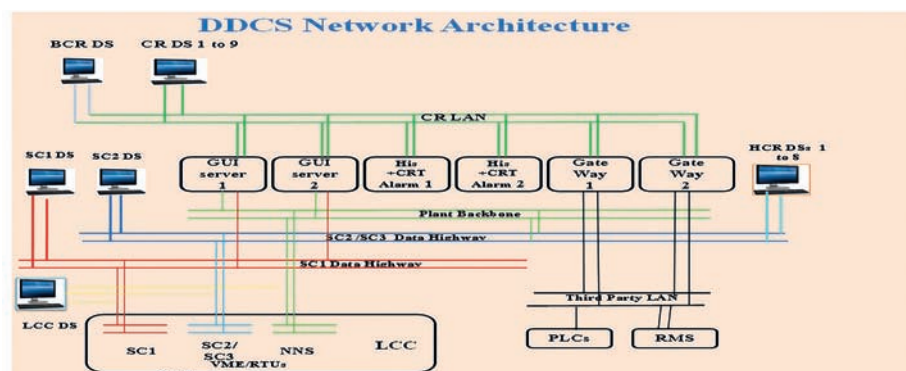 DDCS Network Architecture
BCR DS
CR DS 1 to 9
CR LAN
SC1 DS
SC2 DS
HCR DSs 1
to 8
GUI
server
1
GUI
server
2
His
+CRT
Alarm 1
His
+CRT
Alarm 2
Gate
Way
1
Gate
Way
2
Plant Backbone
SC2 /SC3 Data Highway
SC1 Data Highway
Third Party LAN
LCC DS
SC1
SC2/
SC3
NNS
LCC
VME/RTUs
PLCs
RMS